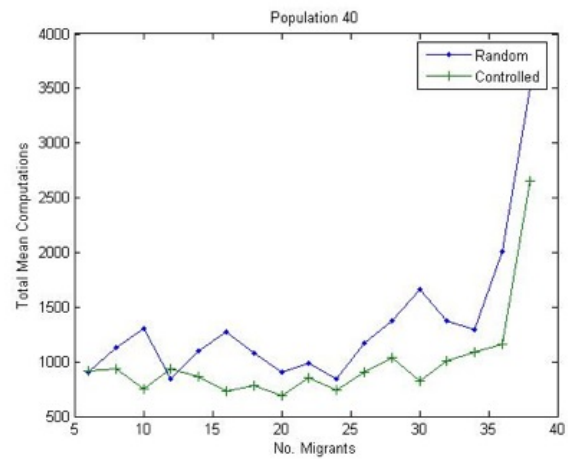 Population 40
4000
3500
3000
2500
2000
1500
1000
500
Total Mean Computations
Random
Controlled
5 10 15 20 25 30 35 40
No. Migrants